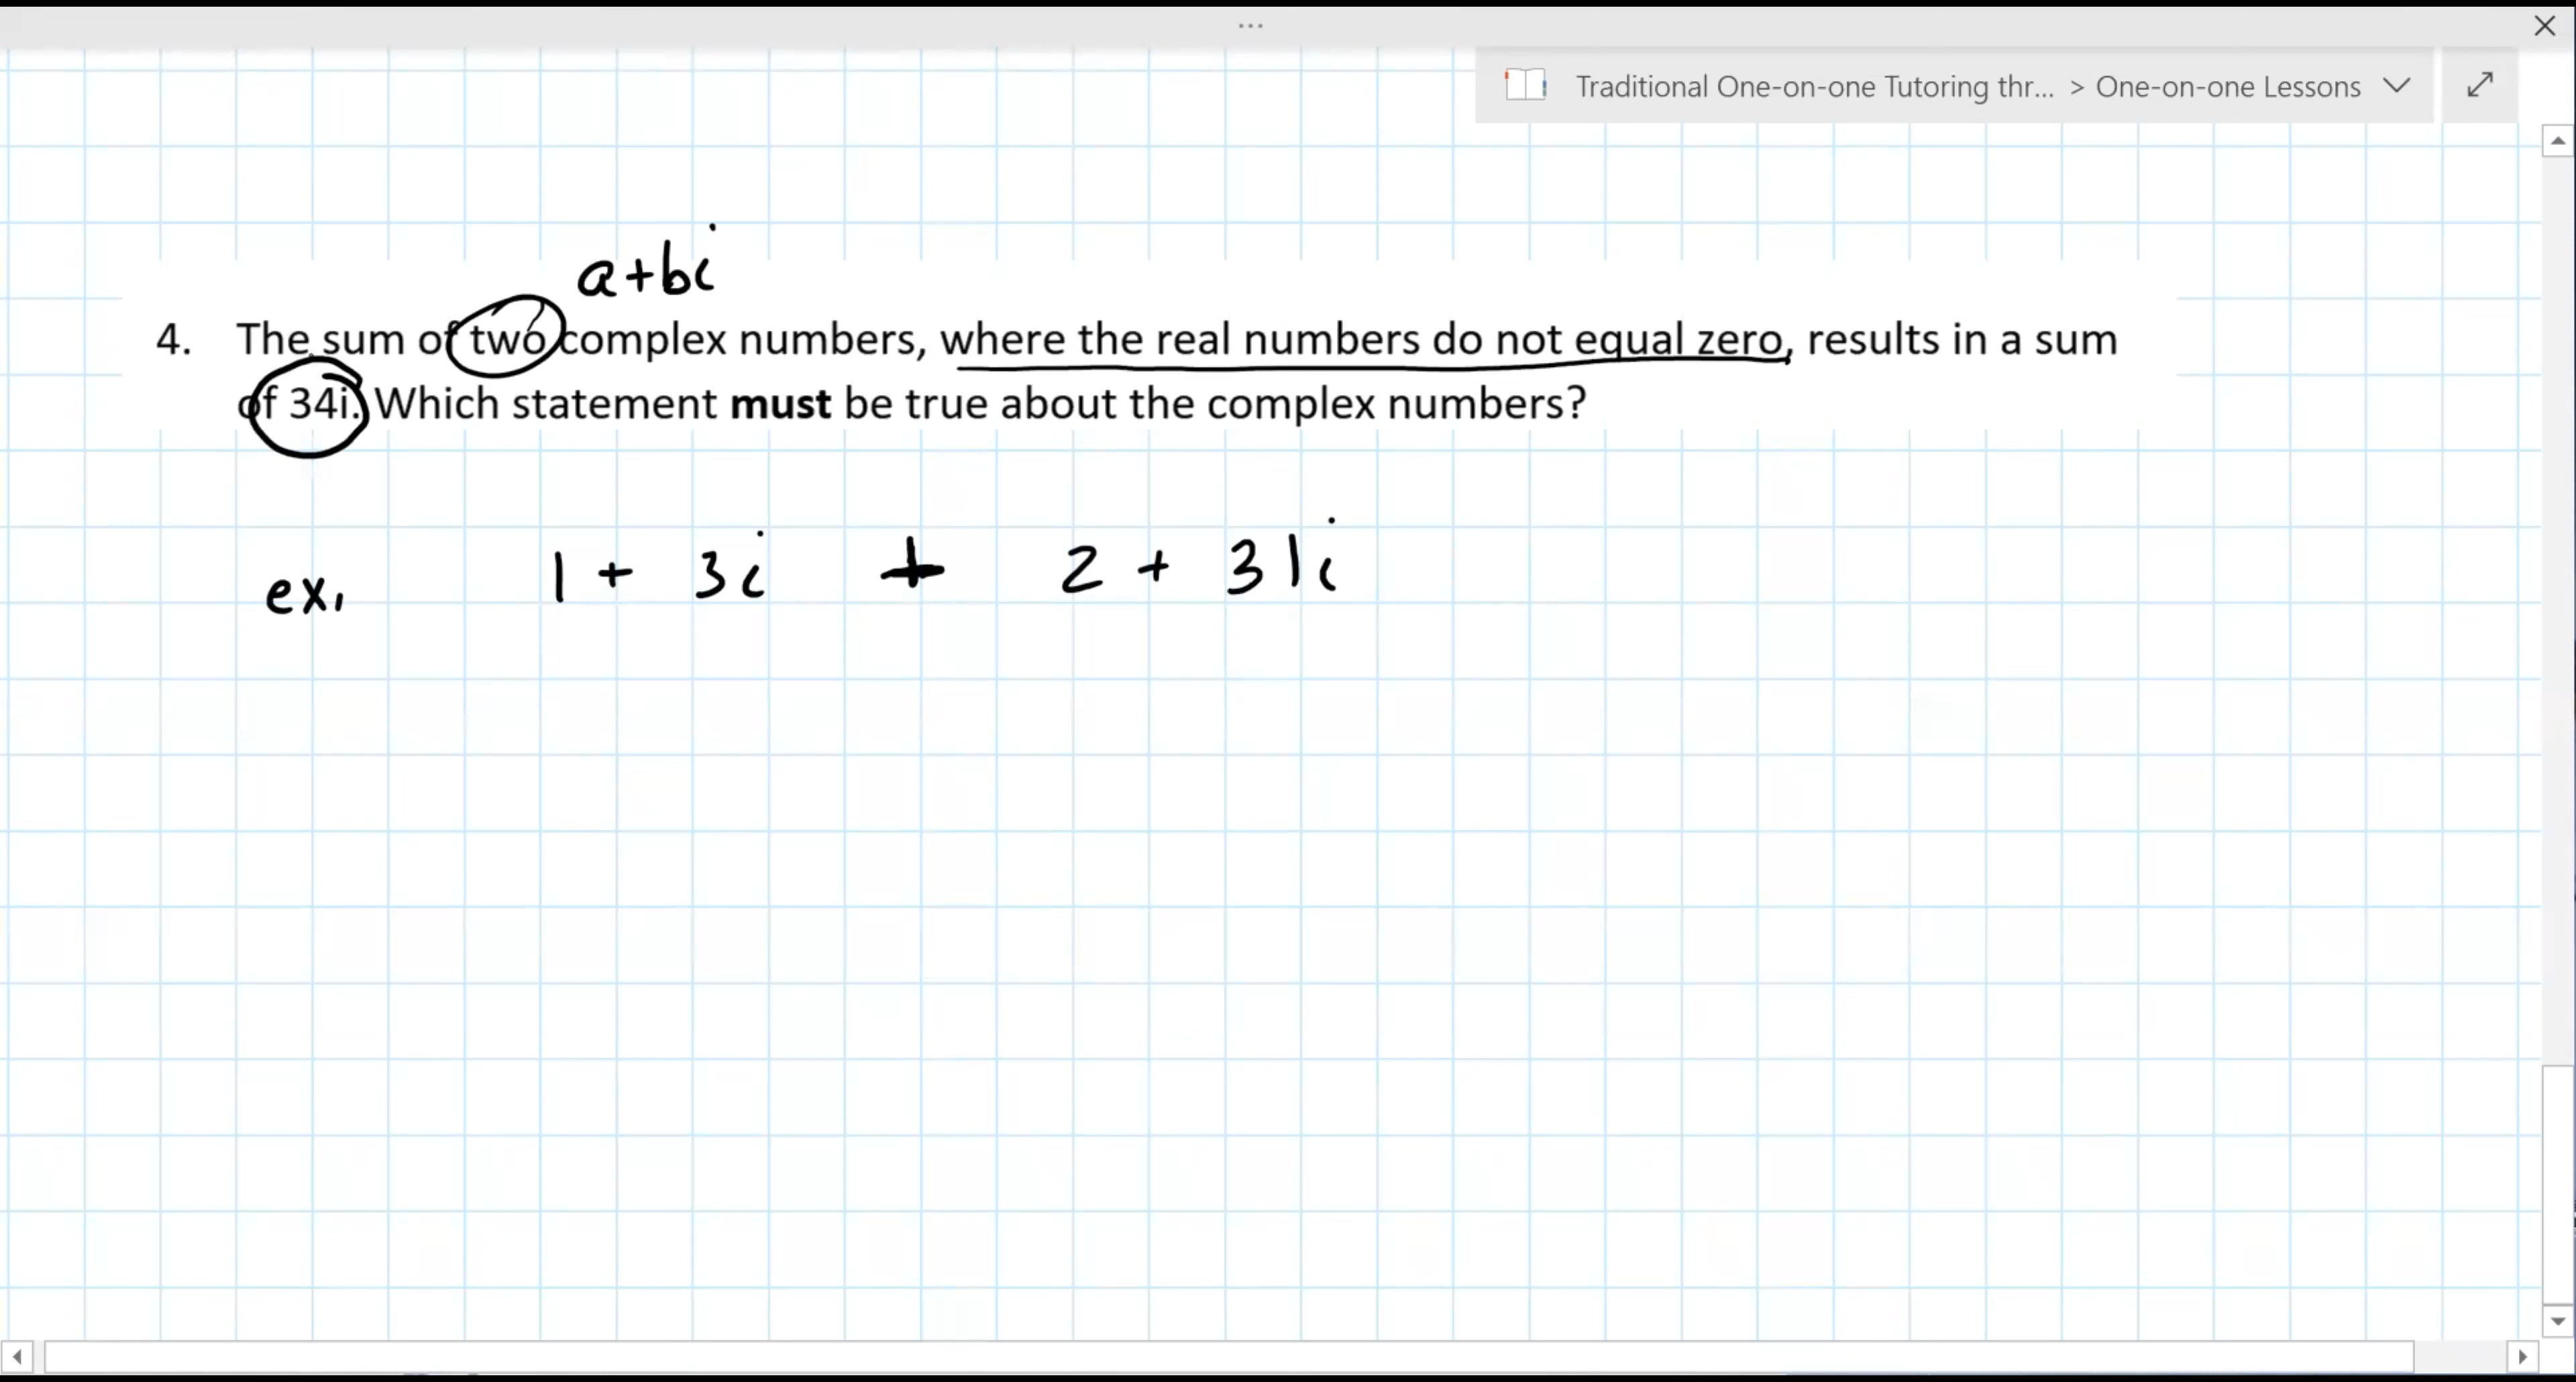 ...
Traditional One-on-one Tutoring thr... > One-on-one Lessons
a+bi
4. The sum of two complex numbers, where the real numbers do not equal zero, results in a sum
of 34i. Which statement must be true about the complex numbers?
ex. 1 + 3i + 2 + 31i